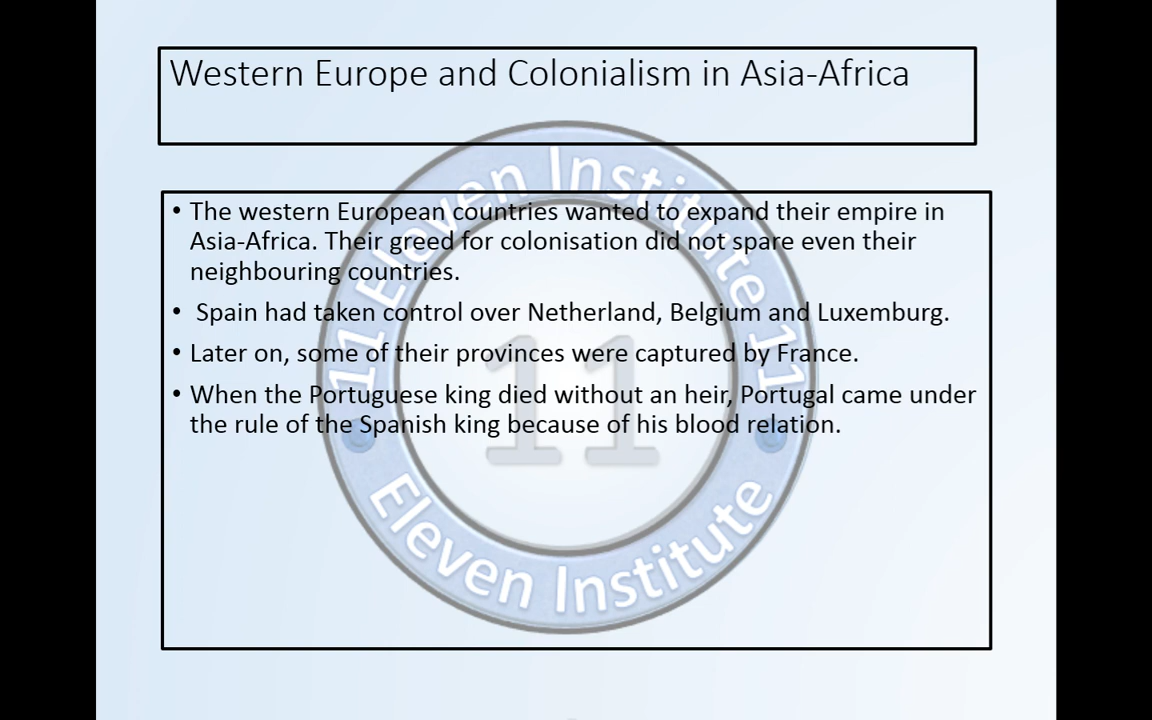 Western Europe and Colonialism in Asia-Africa
• The western European countries wanted to expand their empire in
Asia-Africa. Their greed for colonisation did not spare even their
neighbouring countries.
• Spain had taken control over Netherland, Belgium and Luxemburg.
• Later on, some of their provinces were captured by France.
• When the Portuguese king died without an heir, Portugal came under
the rule of the Spanish king because of his blood relation.
11 Eleven Institute 11
11
Eleven Institute